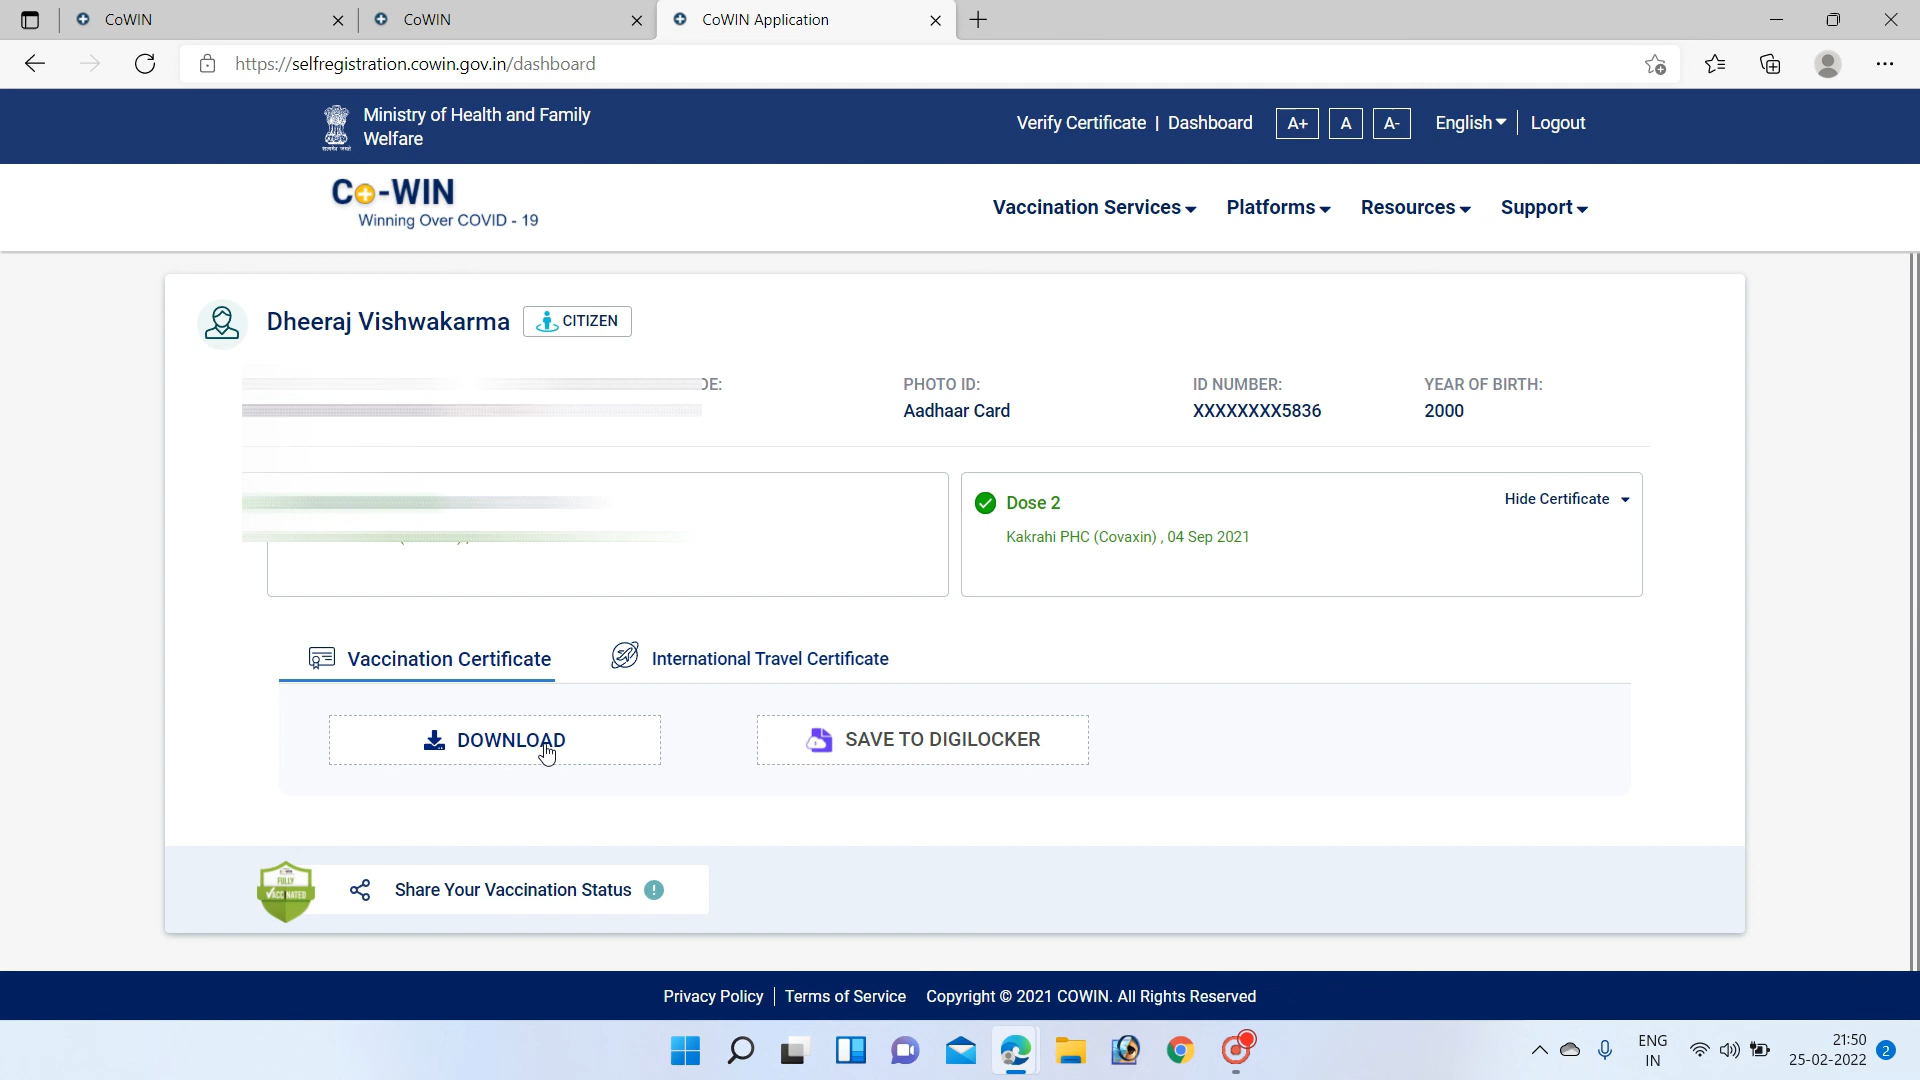 CoWIN
CoWIN
CoWIN Application
https://selfregistration.cowin.gov.in/dashboard
Ministry of Health and Family
Welfare
Verify Certificate | Dashboard A+ A A- English Logout
Co-WIN
Winning Over COVID - 19
Vaccination Services Platforms Resources Support
Dheeraj Vishwakarma CITIZEN
DE: PHOTO ID: ID NUMBER: YEAR OF BIRTH:
Aadhaar Card XXXXXXXX5836 2000
Dose 2 Hide Certificate
Kakrahi PHC (Covaxin) , 04 Sep 2021
Vaccination Certificate International Travel Certificate
DOWNLOAD SAVE TO DIGILOCKER
FULLY
VACCINATED
Share Your Vaccination Status !
Privacy Policy Terms of Service Copyright © 2021 COWIN. All Rights Reserved
ENG
IN
21:50
25-02-2022
2